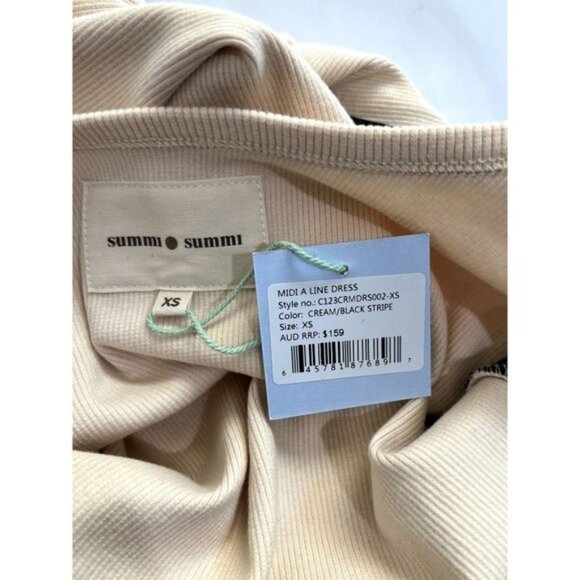 summi summi
XS
MIDI A LINE DRESS
Style no.: C123CRMDRS002-XS
Color: CREAM/BLACK STRIPE
Size: XS
AUD RRP: $159
6 45781 87689 7